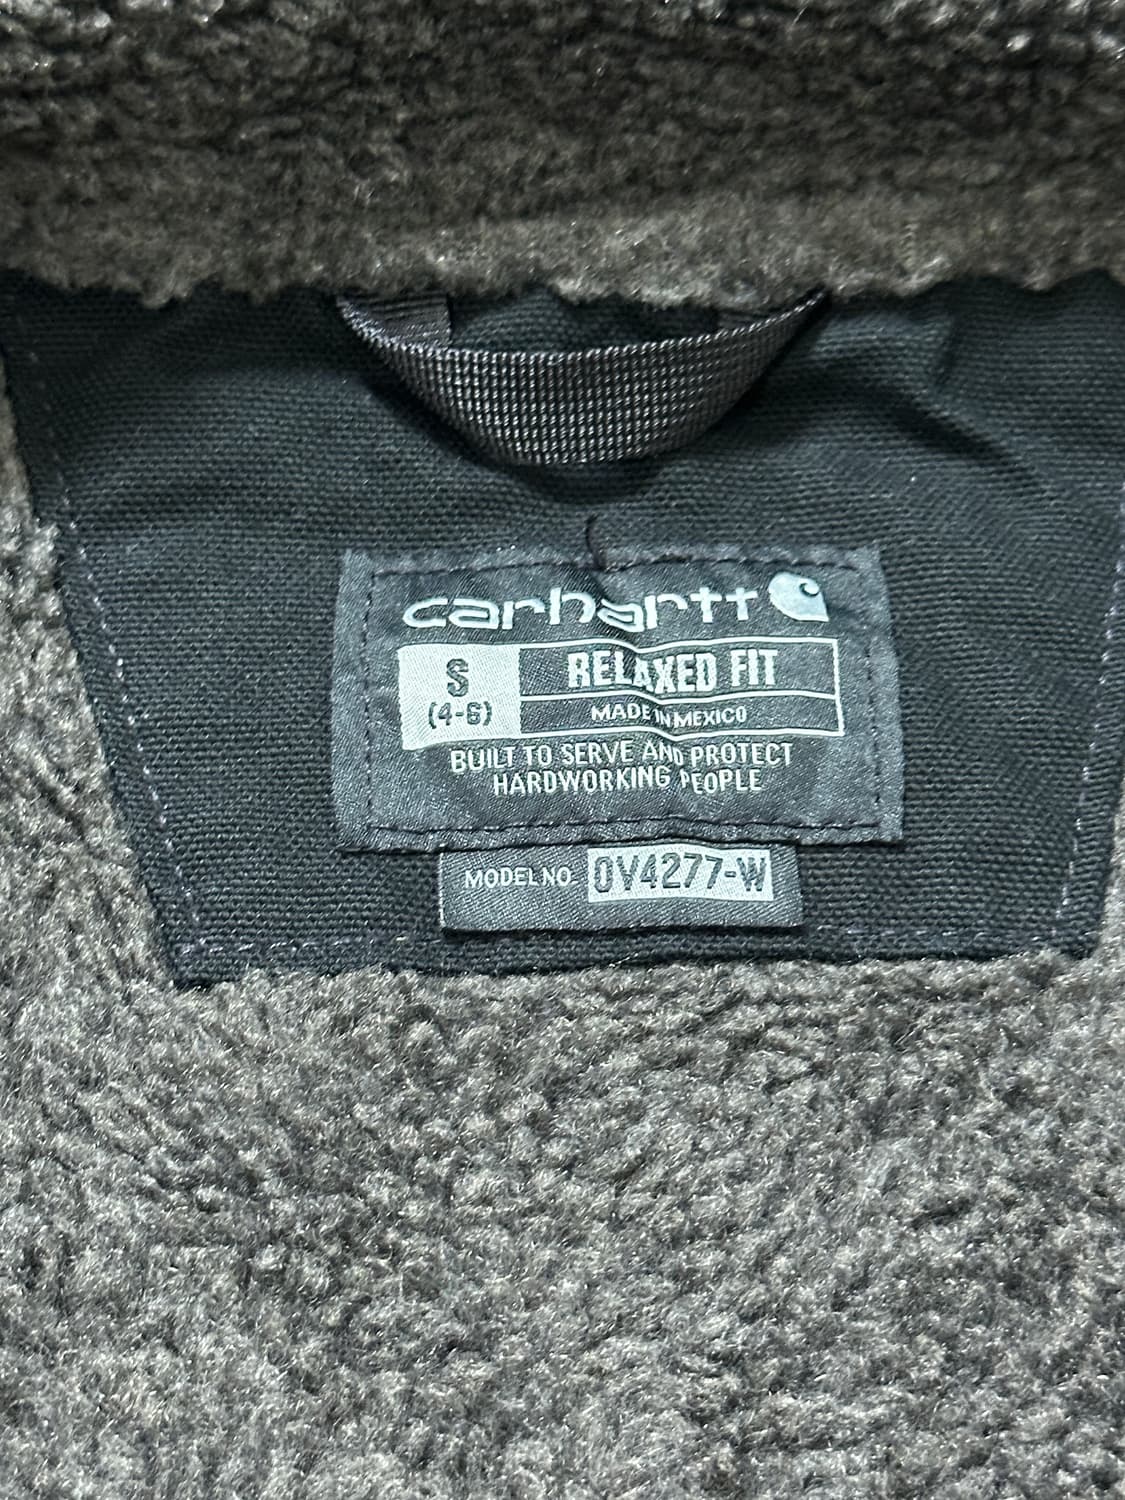 carhartt
S
(4-6)
RELAXED FIT
MADE IN MEXICO
BUILT TO SERVE AND PROTECT
HARDWORKING PEOPLE
MODEL NO. OV4277-W